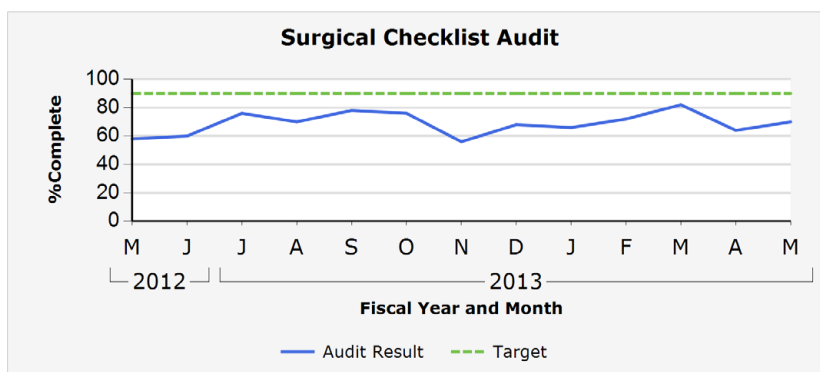 Surgical Checklist Audit
%Complete
100
80
60
40
20
0
M J J A S O N D J F M A M
2012 2013
Fiscal Year and Month
Audit Result Target